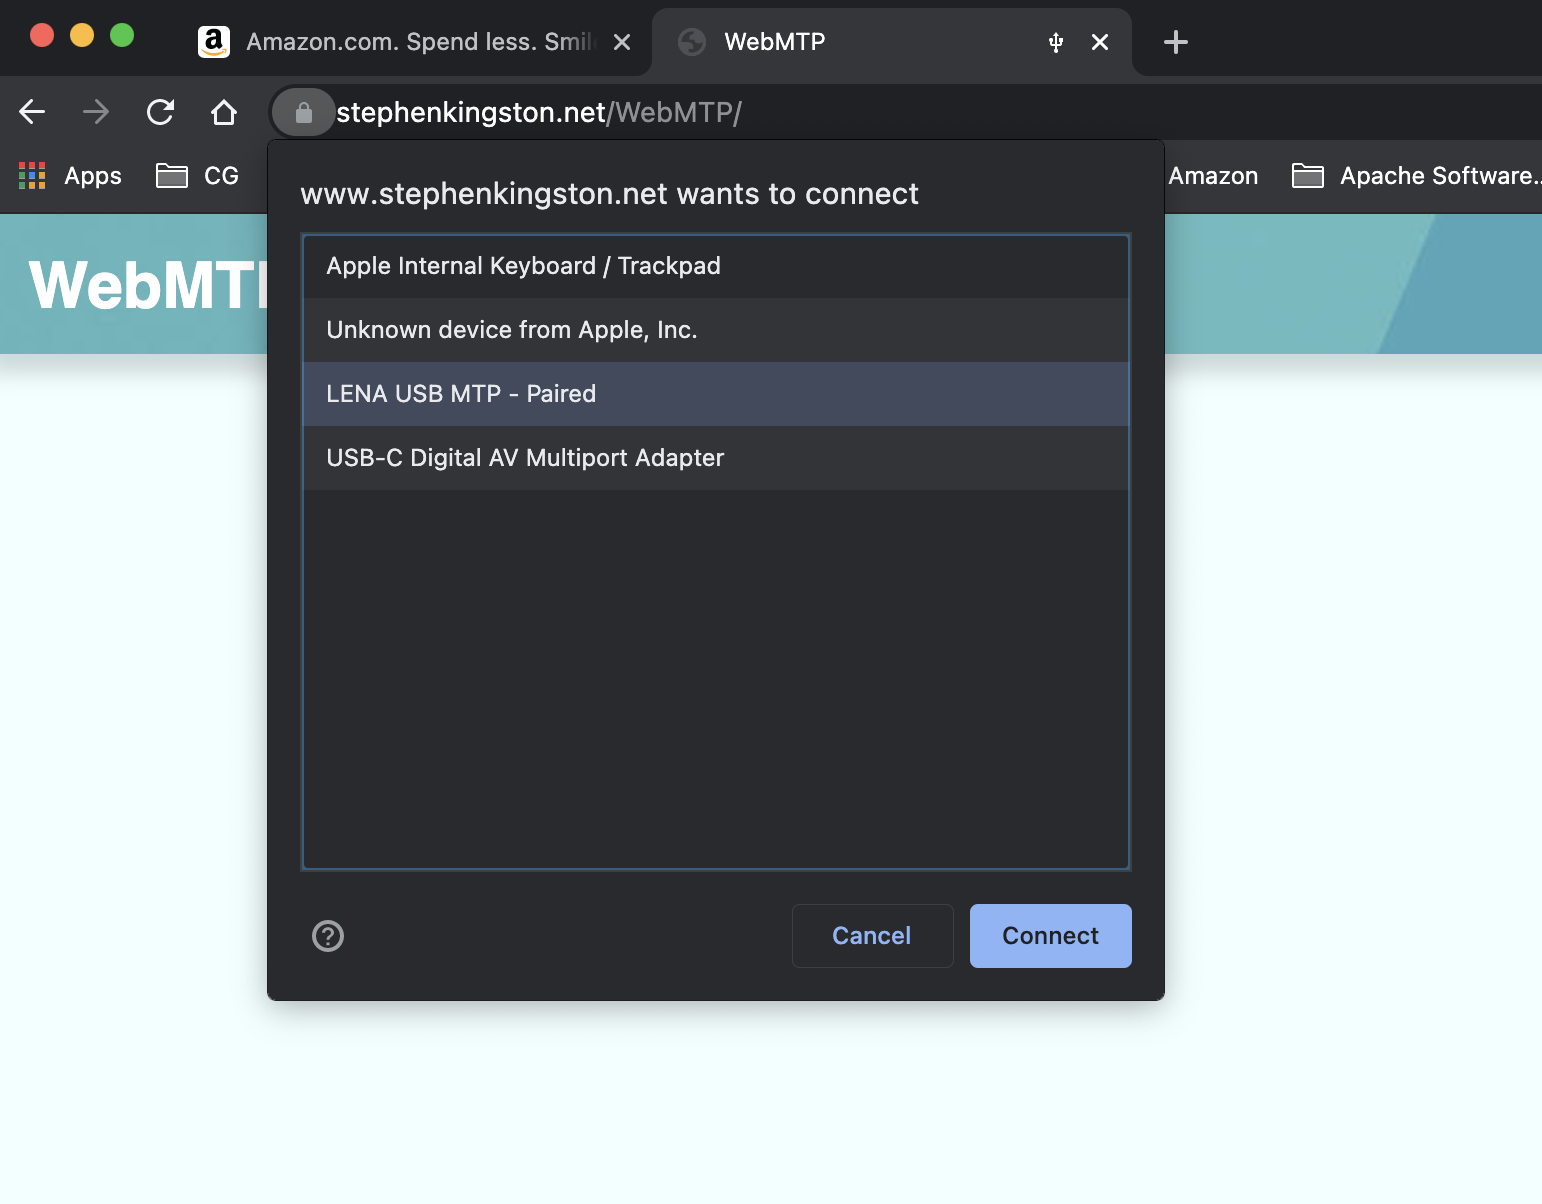 Amazon.com. Spend less. Smil
WebMTP
stephenkingston.net/WebMTP/
Apps
CG
Amazon
Apache Software..
WebMTP
www.stephenkingston.net wants to connect
Apple Internal Keyboard / Trackpad
Unknown device from Apple, Inc.
LENA USB MTP - Paired
USB-C Digital AV Multiport Adapter
?
Cancel
Connect